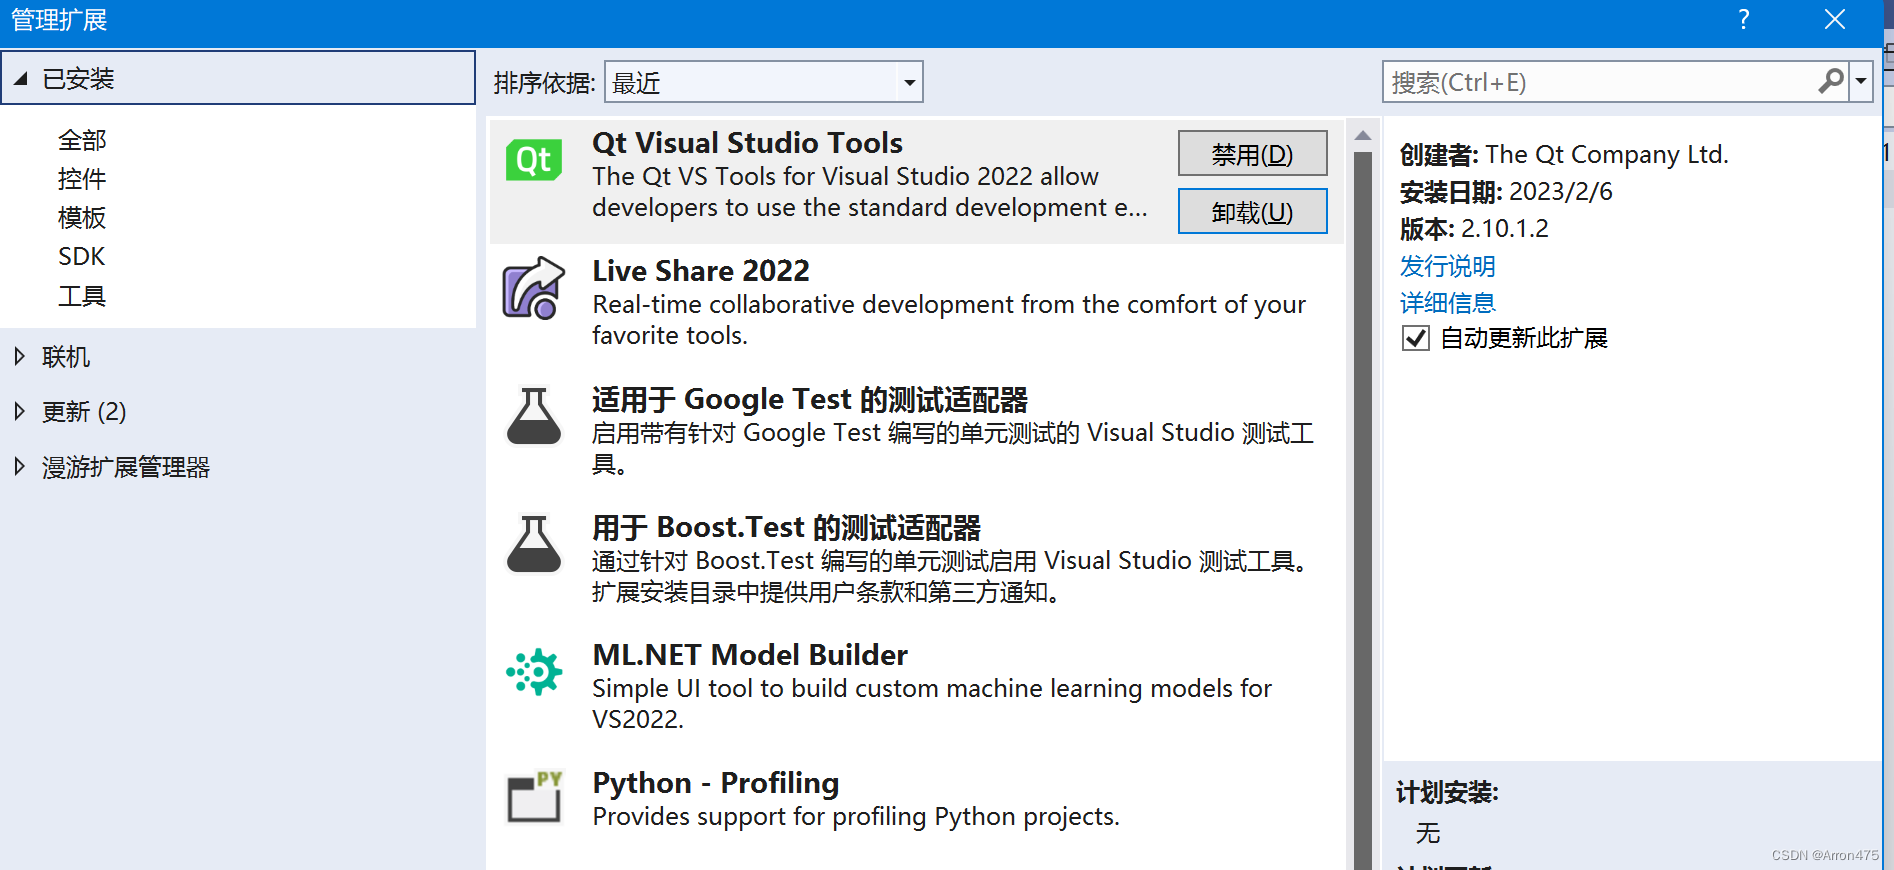 管理扩展
?
已安装
全部
控件
模板
SDK
工具
联机
更新 (2)
漫游扩展管理器
排序依据: 最近
Qt
Qt Visual Studio Tools
The Qt VS Tools for Visual Studio 2022 allow
developers to use the standard development e...
禁用(D)
卸载(U)
Live Share 2022
Real-time collaborative development from the comfort of your
favorite tools.
适用于 Google Test 的测试适配器
启用带有针对 Google Test 编写的单元测试的 Visual Studio 测试工
具。
用于 Boost.Test 的测试适配器
通过针对 Boost.Test 编写的单元测试启用 Visual Studio 测试工具。
扩展安装目录中提供用户条款和第三方通知。
ML.NET Model Builder
Simple UI tool to build custom machine learning models for
VS2022.
PY
Python - Profiling
Provides support for profiling Python projects.
搜索(Ctrl+E)
创建者: The Qt Company Ltd.
安装日期: 2023/2/6
版本: 2.10.1.2
发行说明
详细信息
自动更新此扩展
计划安装:
无
CSDN @Arron475